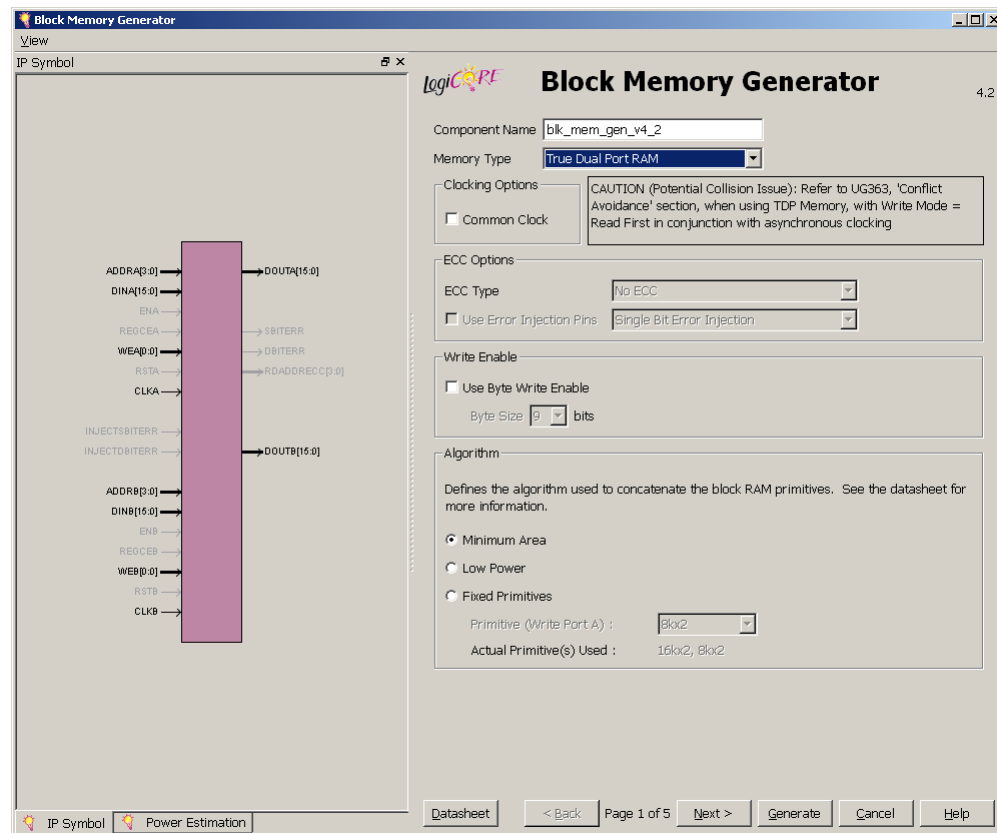 Block Memory Generator
View
IP Symbol
LogiCORE
Block Memory Generator
4.2
Component Name blk_mem_gen_v4_2
Memory Type True Dual Port RAM
Clocking Options
Common Clock
CAUTION (Potential Collision Issue): Refer to UG363, 'Conflict
Avoidance' section, when using TDP Memory, with Write Mode =
Read First in conjunction with asynchronous clocking
ECC Options
ECC Type No ECC
Use Error Injection Pins Single Bit Error Injection
Write Enable
Use Byte Write Enable
Byte Size 9 bits
Algorithm
Defines the algorithm used to concatenate the block RAM primitives. See the datasheet for
more information.
Minimum Area
Low Power
Fixed Primitives
Primitive (Write Port A) : 8kx2
Actual Primitive(s) Used : 16kx2, 8kx2
ADDRA[3:0] DOUTA[15:0]
DINA[15:0]
ENA
REGCEA SBITERR
WEA[0:0] DBITERR
RSTA RDADDRECC[3:0]
CLKA
INJECTSBITERR
INJECTDBITERR DOUTB[15:0]
ADDRB[3:0]
DINB[15:0]
ENB
REGCEB
WEB[0:0]
RSTB
CLKB
IP Symbol Power Estimation
Datasheet < Back Page 1 of 5 Next > Generate Cancel Help